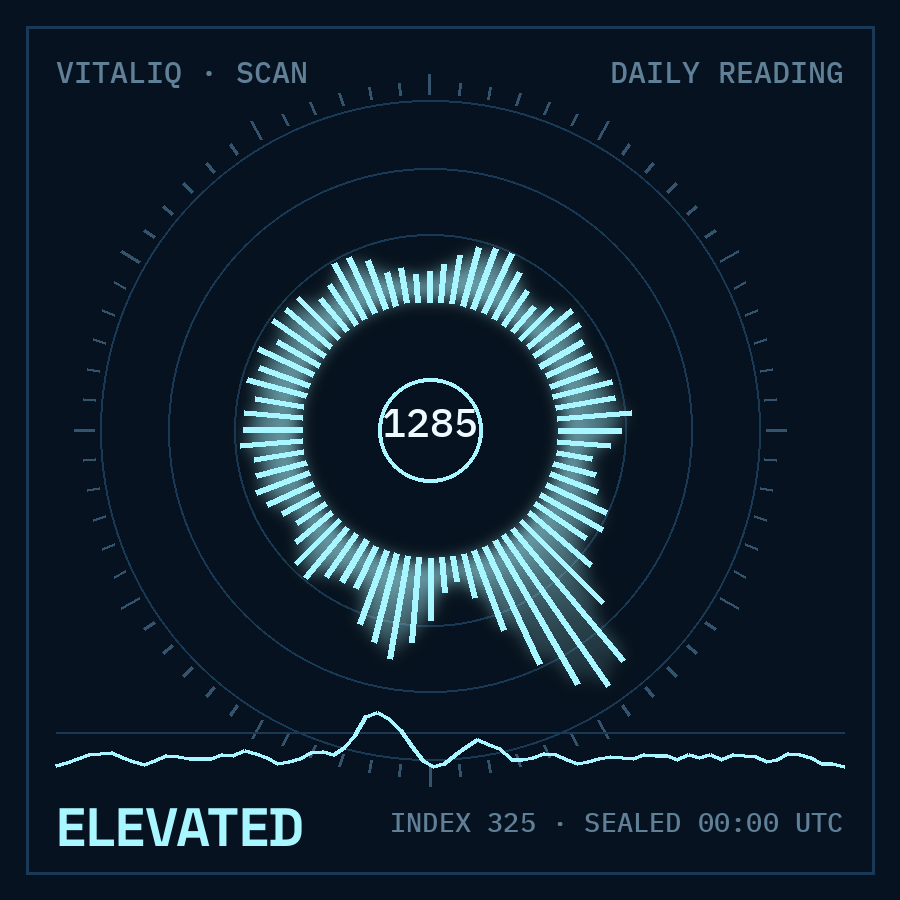 VITALIQ · SCAN
DAILY READING
1285
ELEVATED
INDEX 325 · SEALED 00:00 UTC